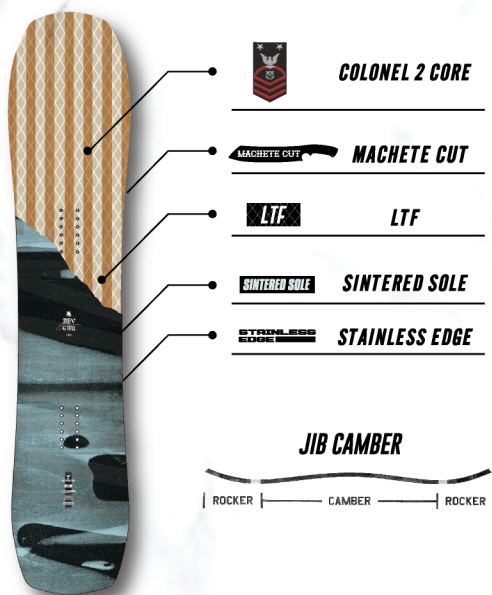 COLONEL 2 CORE
MACHETE CUT
MACHETE CUT
LTF
LTF
SINTERED SOLE
SINTERED SOLE
STAINLESS
EDGE
STAINLESS EDGE
JIB CAMBER
ROCKER
CAMBER
ROCKER